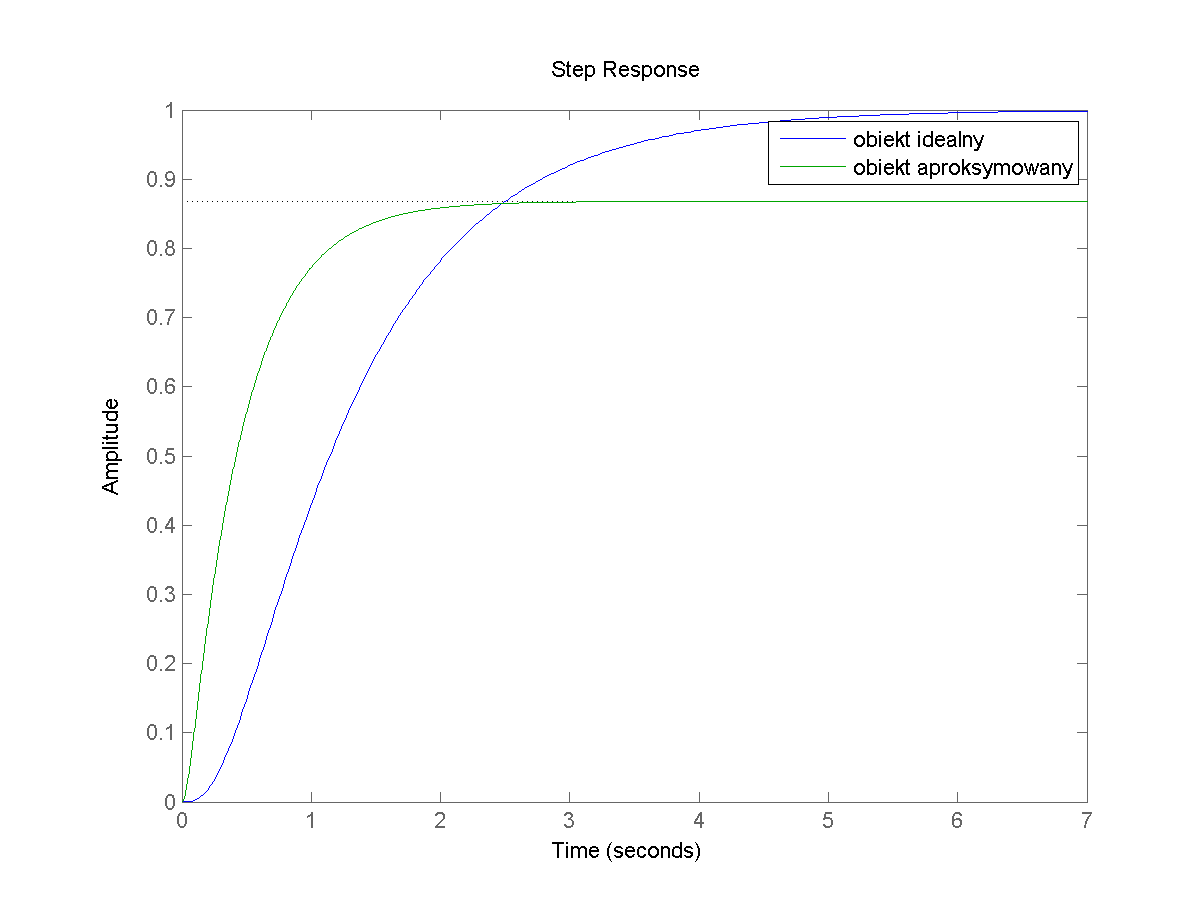 Step Response
1
0.9
0.8
0.7
0.6
0.5
0.4
0.3
0.2
0.1
0
Amplitude
obiekt idealny
obiekt aproksymowany
0 1 2 3 4 5 6 7
Time (seconds)